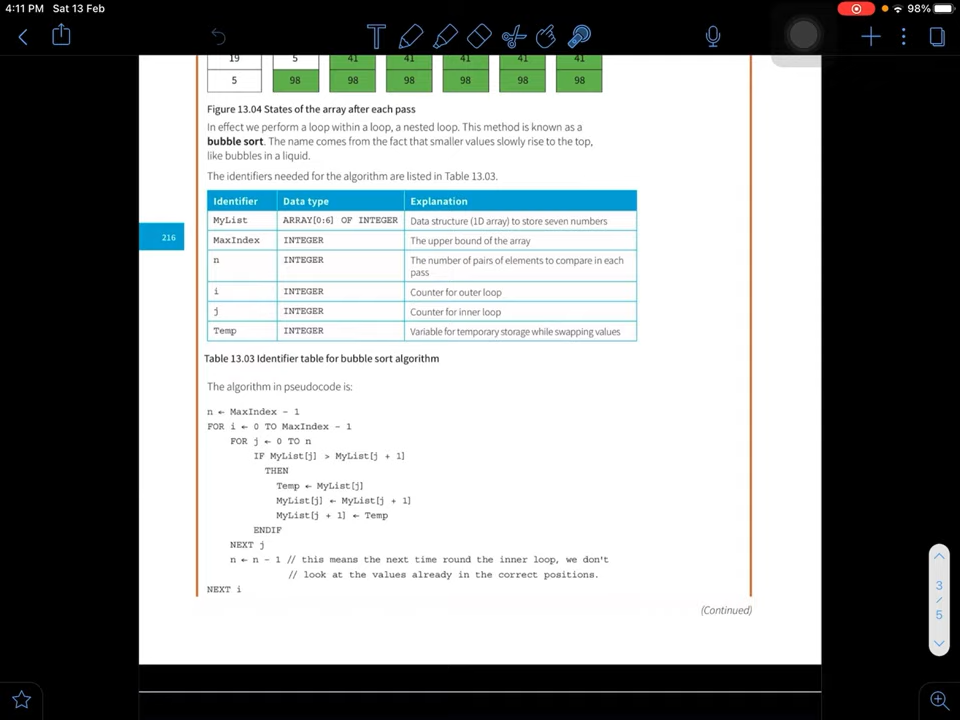 4:11 PM Sat 13 Feb
98%
19 5 41 41 41 41 41
5 98 98 98 98 98 98
Figure 13.04 States of the array after each pass
In effect we perform a loop within a loop, a nested loop. This method is known as a
bubble sort. The name comes from the fact that smaller values slowly rise to the top,
like bubbles in a liquid.
The identifiers needed for the algorithm are listed in Table 13.03.
Identifier Data type Explanation
MyList ARRAY[0:6] OF INTEGER Data structure (1D array) to store seven numbers
216
MaxIndex INTEGER The upper bound of the array
n INTEGER The number of pairs of elements to compare in each
pass
i INTEGER Counter for outer loop
j INTEGER Counter for inner loop
Temp INTEGER Variable for temporary storage while swapping values
Table 13.03 Identifier table for bubble sort algorithm
The algorithm in pseudocode is:
n ← MaxIndex - 1
FOR i ← 0 TO MaxIndex - 1
FOR j ← 0 TO n
IF MyList[j] > MyList[j + 1]
THEN
Temp ← MyList[j]
MyList[j] ← MyList[j + 1]
MyList[j + 1] ← Temp
ENDIF
NEXT j
n ← n - 1 // this means the next time round the inner loop, we don't
// look at the values already in the correct positions.
NEXT i
(Continued)
3
/
5